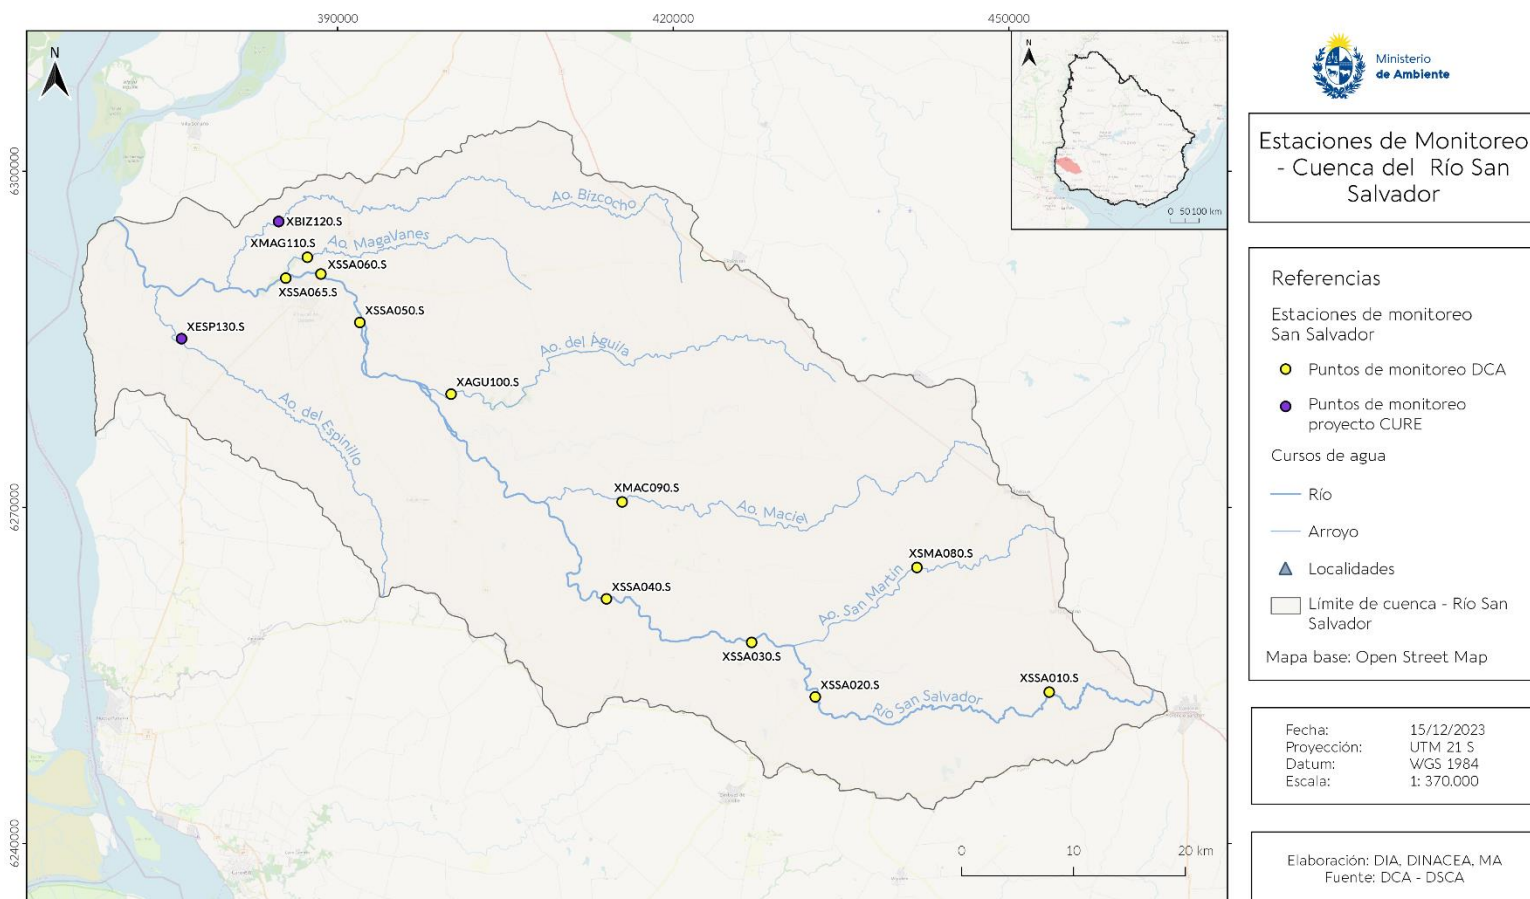 390000
420000
450000
6300000
6270000
6240000
N
N
0 50 100 km
Ao. Bizcocho
XBIZ120.S
Ao. MagaVanes
XMAG110.S
XSSA060.S
XSSA065.S
XSSA050.S
XESP130.S
Ao. del Águila
XAGU100.S
Ao. del Espinillo
XMAC090.S
Ao. Maciel
XSMA080.S
XSSA040.S
Ao. San Martín
XSSA030.S
XSSA020.S
Río San Salvador
XSSA010.S
0 10 20 km
Ministerio
de Ambiente
Estaciones de Monitoreo
- Cuenca del Río San
Salvador
Referencias
Estaciones de monitoreo
San Salvador
Puntos de monitoreo DCA
Puntos de monitoreo
proyecto CURE
Cursos de agua
Río
Arroyo
Localidades
Límite de cuenca - Río San
Salvador
Mapa base: Open Street Map
Fecha: 15/12/2023
Proyección: UTM 21 S
Datum: WGS 1984
Escala: 1: 370.000
Elaboración: DIA, DINACEA, MA
Fuente: DCA - DSCA